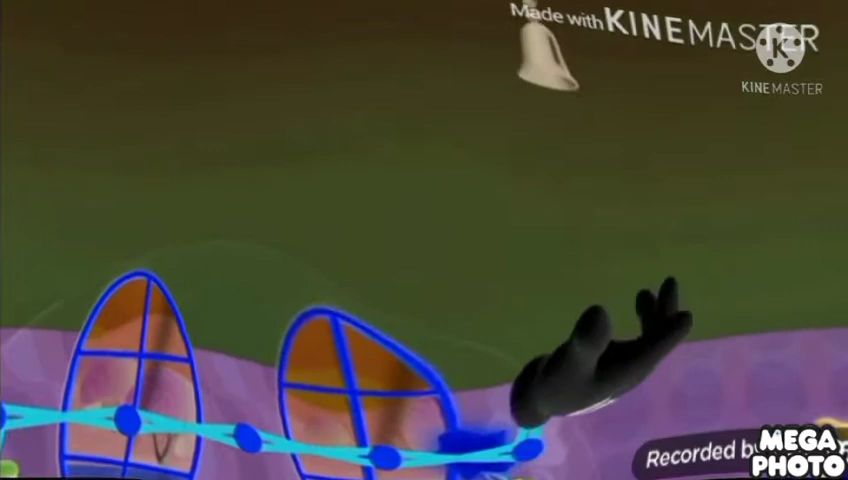 Made with KINEMASTER
KINEMASTER
Recorded by
MEGA
PHOTO